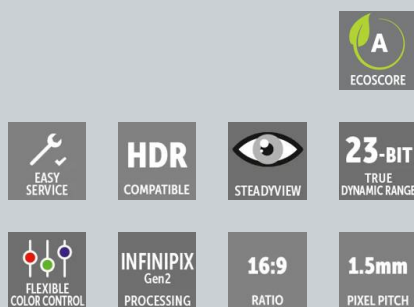 A
ECOSCORE
EASY
SERVICE
HDR
COMPATIBLE
STEADYVIEW
23-BIT
TRUE
DYNAMIC RANGE
FLEXIBLE
COLOR CONTROL
INFINIPIX
Gen2
PROCESSING
16:9
RATIO
1.5mm
PIXEL PITCH